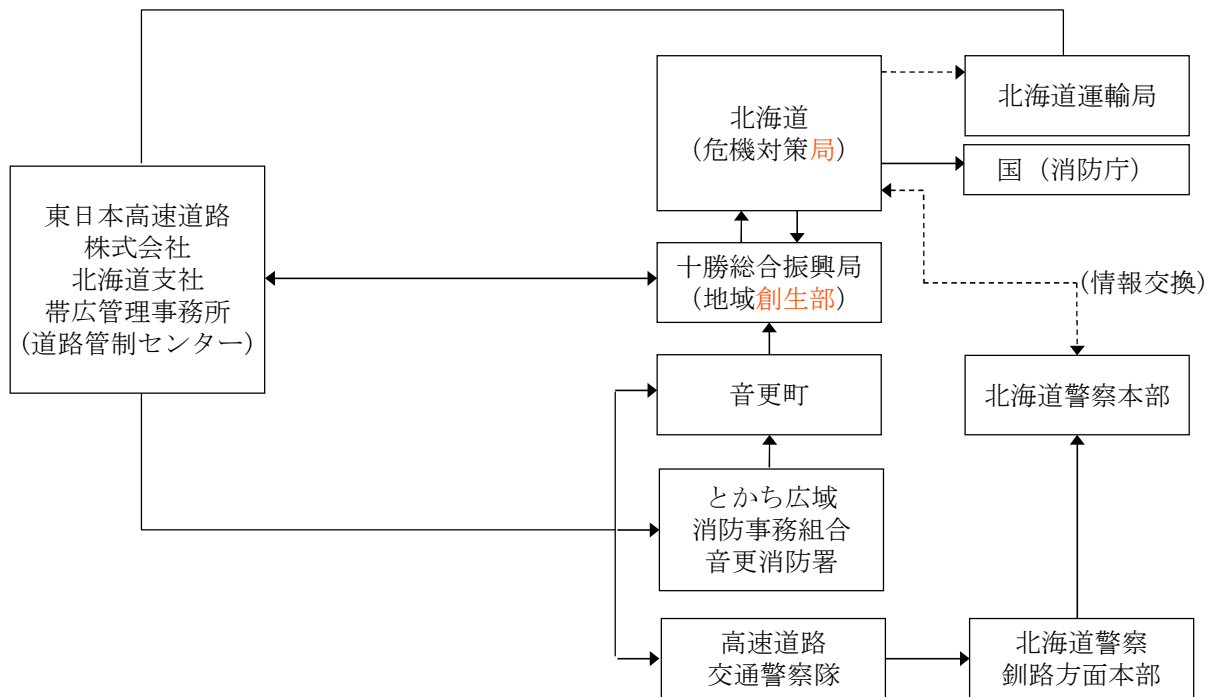 東日本高速道路
株式会社
北海道支社
帯広管理事務所
(道路管制センター)
北海道
(危機対策局)
北海道運輸局
国（消防庁）
十勝総合振興局
(地域創生部)
(情報交換)
音更町
北海道警察本部
とかち広域
消防事務組合
音更消防署
高速道路
交通警察隊
北海道警察
釧路方面本部